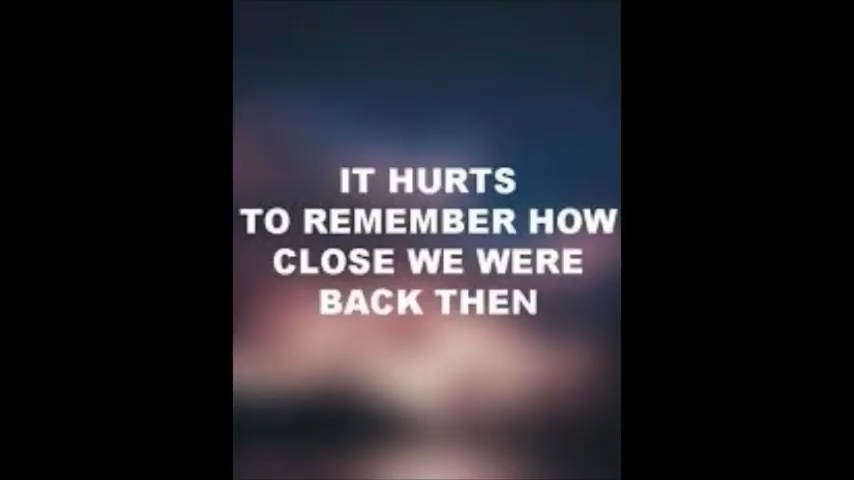 IT HURTS
TO REMEMBER HOW
CLOSE WE WERE
BACK THEN